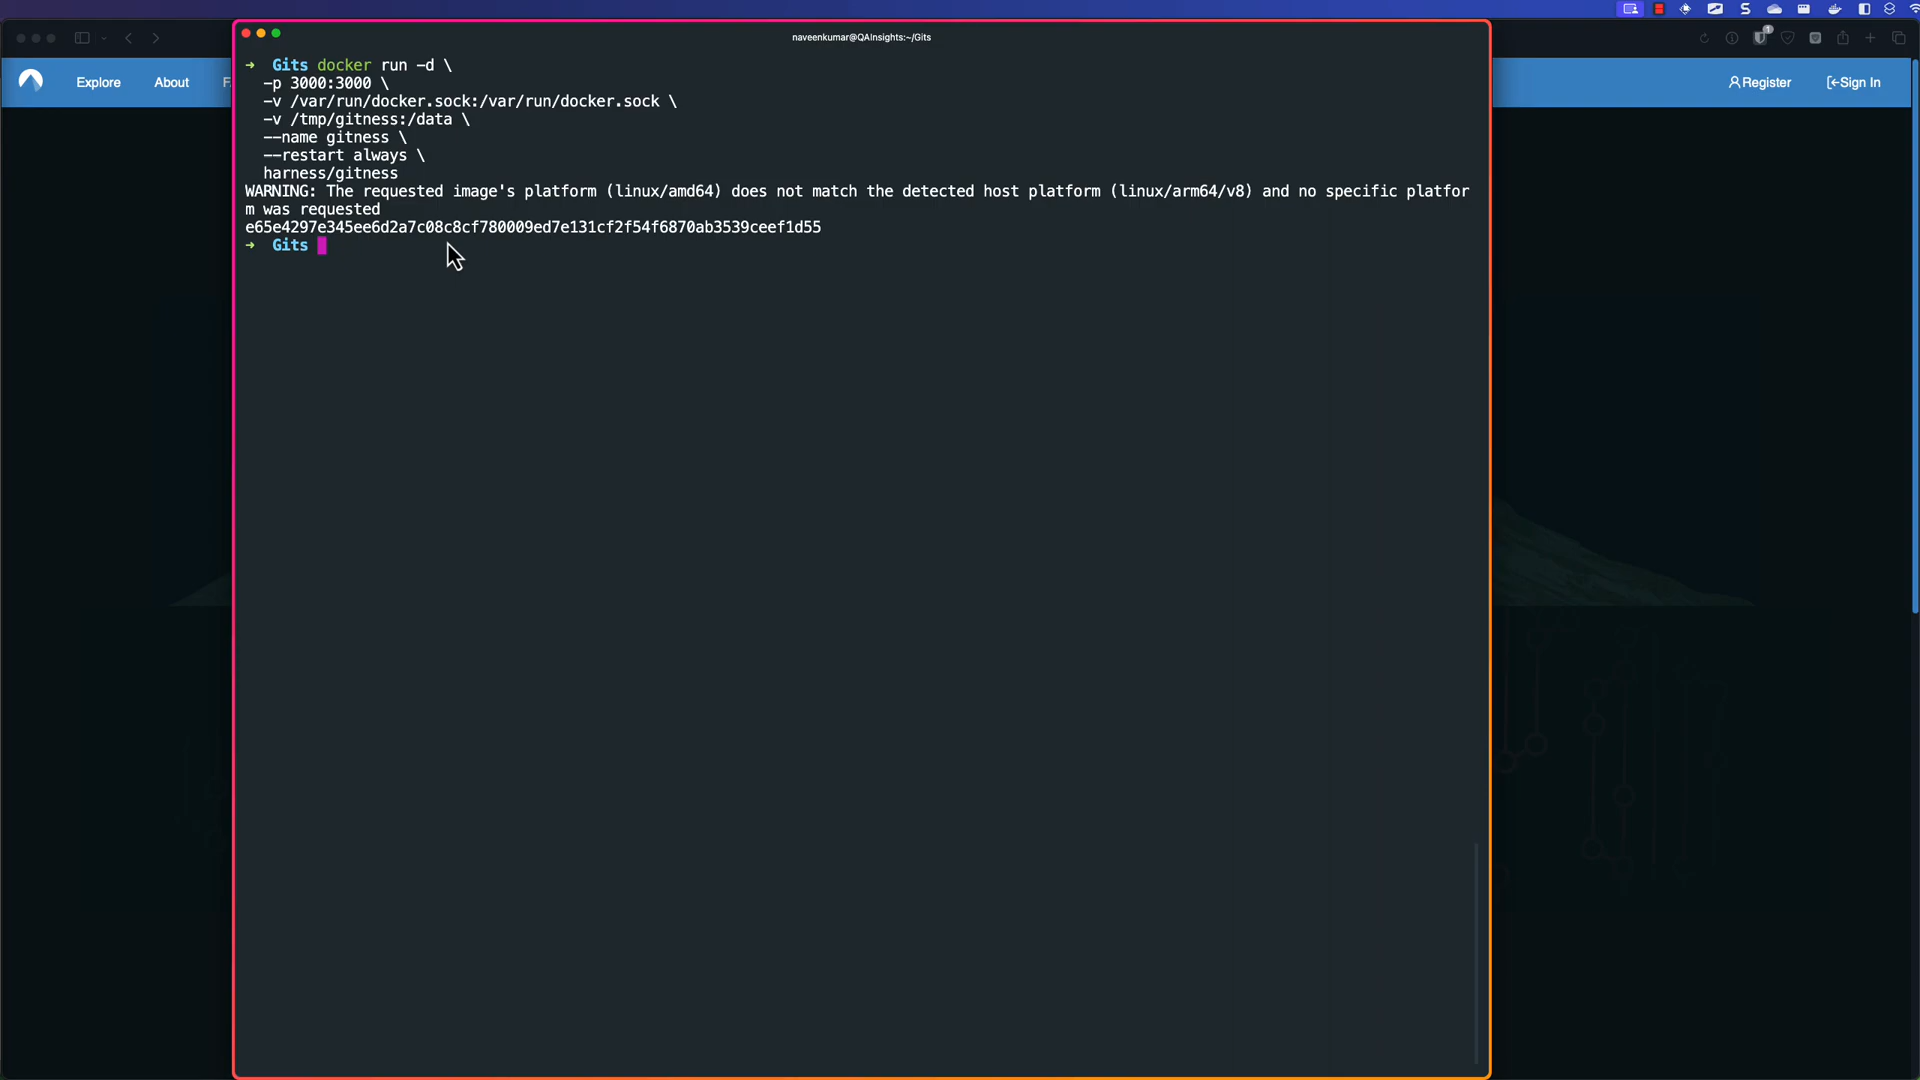 naveenkumar@QAInsights:~/Gits
Explore About
Register Sign In
➜ Gits docker run -d \
-p 3000:3000 \
-v /var/run/docker.sock:/var/run/docker.sock \
-v /tmp/gitness:/data \
--name gitness \
--restart always \
harness/gitness
WARNING: The requested image's platform (linux/amd64) does not match the detected host platform (linux/arm64/v8) and no specific platfor
m was requested
e65e4297e345ee6d2a7c08c8cf780009ed7e131cf2f54f6870ab3539ceef1d55
➜ Gits